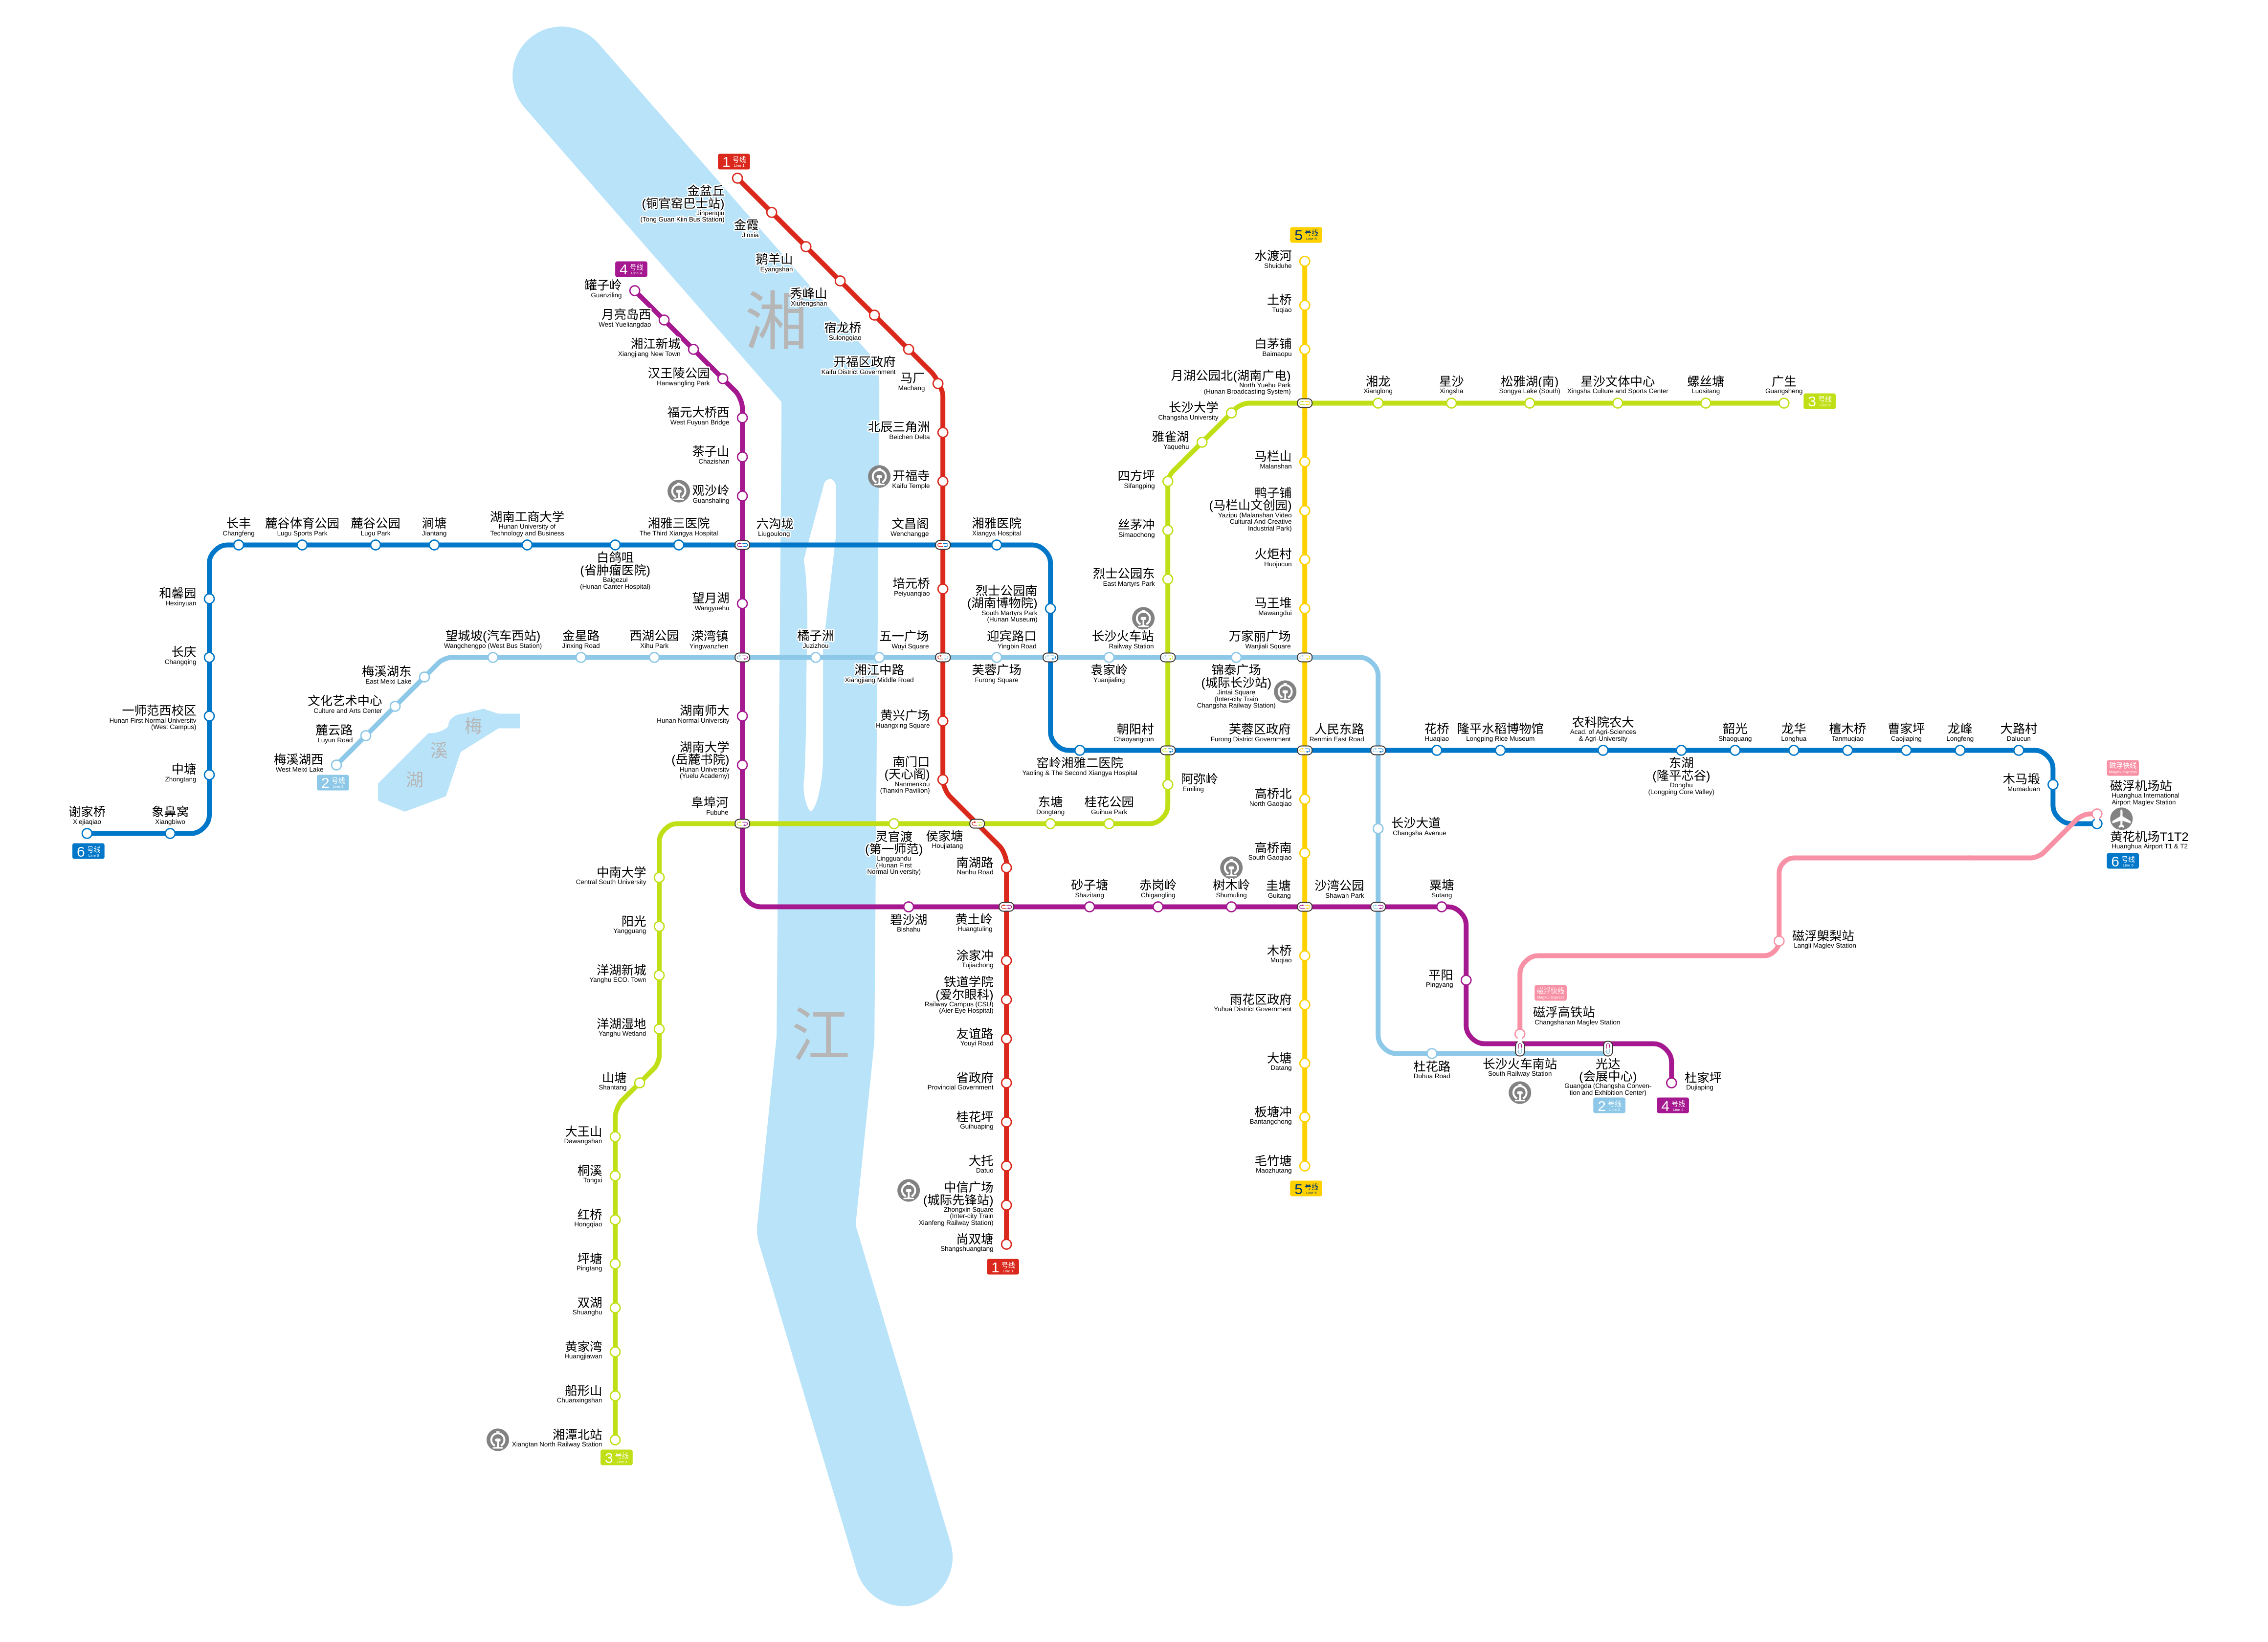 1 号线
Line 1
金盆丘
(铜官窑巴士站)
Jinpenqiu
(Tong Guan Kiln Bus Station)
金霞
Jinxia
鹅羊山
Eyangshan
秀峰山
Xiufengshan
宿龙桥
Sulongqiao
开福区政府
Kaifu District Government
马厂
Machang
北辰三角洲
Beichen Delta
开福寺
Kaifu Temple
文昌阁
Wenchangge
培元桥
Peiyuanqiao
五一广场
Wuyi Square
黄兴广场
Huangxing Square
南门口
(天心阁)
Nanmenkou
(Tianxin Pavilion)
侯家塘
Houjiatang
南湖路
Nanhu Road
黄土岭
Huangtuling
涂家冲
Tujiachong
铁道学院
(爱尔眼科)
Railway Campus (CSU)
(Aier Eye Hospital)
友谊路
Youyi Road
省政府
Provincial Government
桂花坪
Guihuaping
大托
Datuo
中信广场
(城际先锋站)
Zhongxin Square
(Inter-city Train
Xianfeng Railway Station)
尚双塘
Shangshuangtang
1 号线
Line 1
4 号线
Line 4
罐子岭
Guanziling
月亮岛西
West Yueliangdao
湘江新城
Xiangjiang New Town
汉王陵公园
Hanwangling Park
福元大桥西
West Fuyuan Bridge
茶子山
Chazishan
观沙岭
Guanshaling
六沟垅
Liugoulong
望月湖
Wangyuehu
溁湾镇
Yingwanzhen
湖南师大
Hunan Normal University
湖南大学
(岳麓书院)
Hunan University
(Yuelu Academy)
阜埠河
Fubuhe
碧沙湖
Bishahu
砂子塘
Shazitang
赤岗岭
Chigangling
树木岭
Shumuling
圭塘
Guitang
沙湾公园
Shawan Park
粟塘
Sutang
平阳
Pingyang
长沙火车南站
South Railway Station
光达
(会展中心)
Guangda (Changsha Conven-
tion and Exhibition Center)
2 号线
Line 2
杜家坪
Dujiaping
4 号线
Line 4
5 号线
Line 5
水渡河
Shuiduhe
土桥
Tuqiao
白茅铺
Baimaopu
月湖公园北(湖南广电)
North Yuehu Park
(Hunan Broadcasting System)
马栏山
Malanshan
鸭子铺
(马栏山文创园)
Yazipu (Malanshan Video
Cultural And Creative
Industrial Park)
火炬村
Huojucun
马王堆
Mawangdui
万家丽广场
Wanjiali Square
芙蓉区政府
Furong District Government
高桥北
North Gaoqiao
高桥南
South Gaoqiao
木桥
Muqiao
雨花区政府
Yuhua District Government
大塘
Datang
板塘冲
Bantangchong
毛竹塘
Maozhutang
5 号线
Line 5
3 号线
Line 3
广生
Guangsheng
螺丝塘
Luositang
星沙文体中心
Xingsha Culture and Sports Center
松雅湖(南)
Songya Lake (South)
星沙
Xingsha
湘龙
Xianglong
长沙大学
Changsha University
雅雀湖
Yaquehu
四方坪
Sifangping
丝茅冲
Simaochong
烈士公园东
East Martyrs Park
长沙火车站
Railway Station
朝阳村
Chaoyangcun
阿弥岭
Emiling
桂花公园
Guihua Park
东塘
Dongtang
灵官渡
(第一师范)
Lingguandu
(Hunan First
Normal University)
中南大学
Central South University
阳光
Yangguang
洋湖新城
Yanghu ECO. Town
洋湖湿地
Yanghu Wetland
山塘
Shantang
大王山
Dawangshan
桐溪
Tongxi
红桥
Hongqiao
坪塘
Pingtang
双湖
Shuanghu
黄家湾
Huangjiawan
船形山
Chuanxingshan
湘潭北站
Xiangtan North Railway Station
3 号线
Line 3
谢家桥
Xiejiaqiao
6 号线
Line 6
象鼻窝
Xiangbiwo
中塘
Zhongtang
一师范西校区
Hunan First Normal University
(West Campus)
长庆
Changqing
和馨园
Hexinyuan
长丰
Changfeng
麓谷体育公园
Lugu Sports Park
麓谷公园
Lugu Park
涧塘
Jiantang
湖南工商大学
Hunan University of
Technology and Business
白鸽咀
(省肿瘤医院)
Baigezui
(Hunan Canter Hospital)
湘雅三医院
The Third Xiangya Hospital
湘雅医院
Xiangya Hospital
烈士公园南
(湖南博物院)
South Martyrs Park
(Hunan Museum)
迎宾路口
Yingbin Road
窑岭湘雅二医院
Yaoling & The Second Xiangya Hospital
人民东路
Renmin East Road
花桥
Huaqiao
隆平水稻博物馆
Longping Rice Museum
农科院农大
Acad. of Agri-Sciences
& Agri-University
东湖
(隆平芯谷)
Donghu
(Longping Core Valley)
韶光
Shaoguang
龙华
Longhua
檀木桥
Tanmuqiao
曹家坪
Caojiaping
龙峰
Longfeng
大路村
Dalucun
木马塅
Mumaduan
黄花机场T1T2
Huanghua Airport T1 & T2
6 号线
Line 6
梅溪湖西
West Meixi Lake
2 号线
Line 2
麓云路
Luyun Road
文化艺术中心
Culture and Arts Center
梅溪湖东
East Meixi Lake
望城坡(汽车西站)
Wangchengpo (West Bus Station)
金星路
Jinxing Road
西湖公园
Xihu Park
橘子洲
Juzizhou
湘江中路
Xiangjiang Middle Road
芙蓉广场
Furong Square
袁家岭
Yuanjialing
锦泰广场
(城际长沙站)
Jintai Square
(Inter-city Train
Changsha Railway Station)
长沙大道
Changsha Avenue
杜花路
Duhua Road
磁浮快线
Maglev Express
磁浮机场站
Huanghua International
Airport Maglev Station
磁浮㮾梨站
Langli Maglev Station
磁浮快线
Maglev Express
磁浮高铁站
Changshanan Maglev Station
湘
江
梅
溪
湖